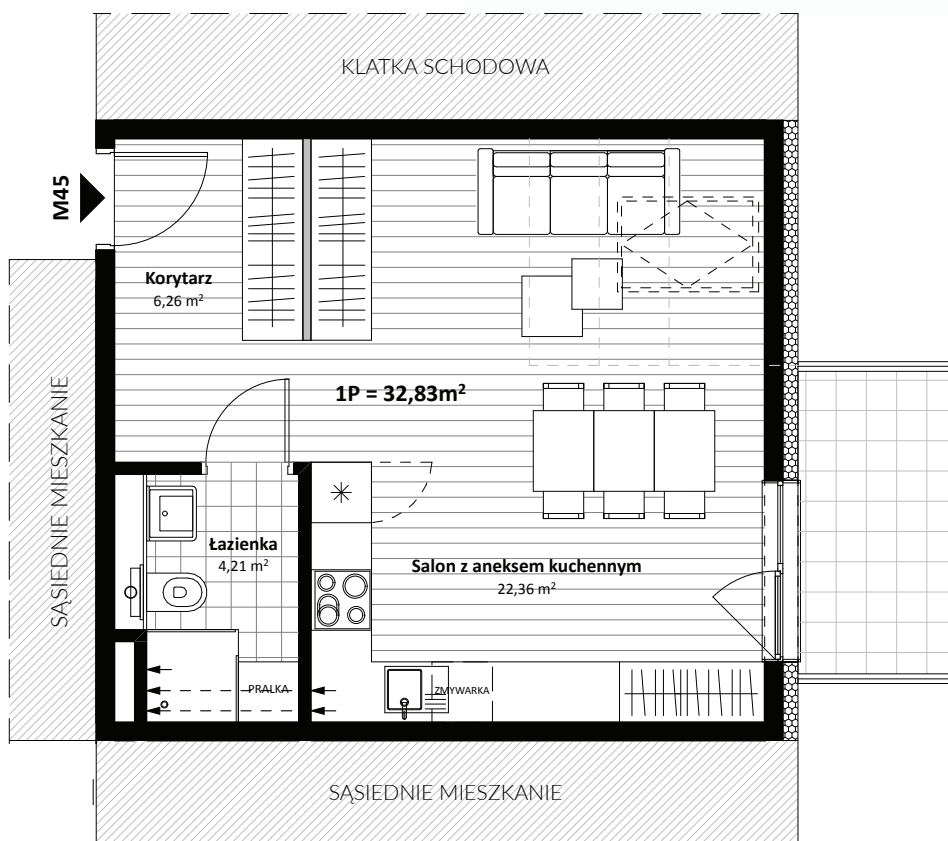 KLATKA SCHODOWA
M45
Korytarz
6,26 m²
1P = 32,83m²
SĄSIEDNIE MIESZKANIE
Łazienka
4,21 m²
Salon z aneksem kuchennym
22,36 m²
PRALKA
ZMYWARKA
SĄSIEDNIE MIESZKANIE